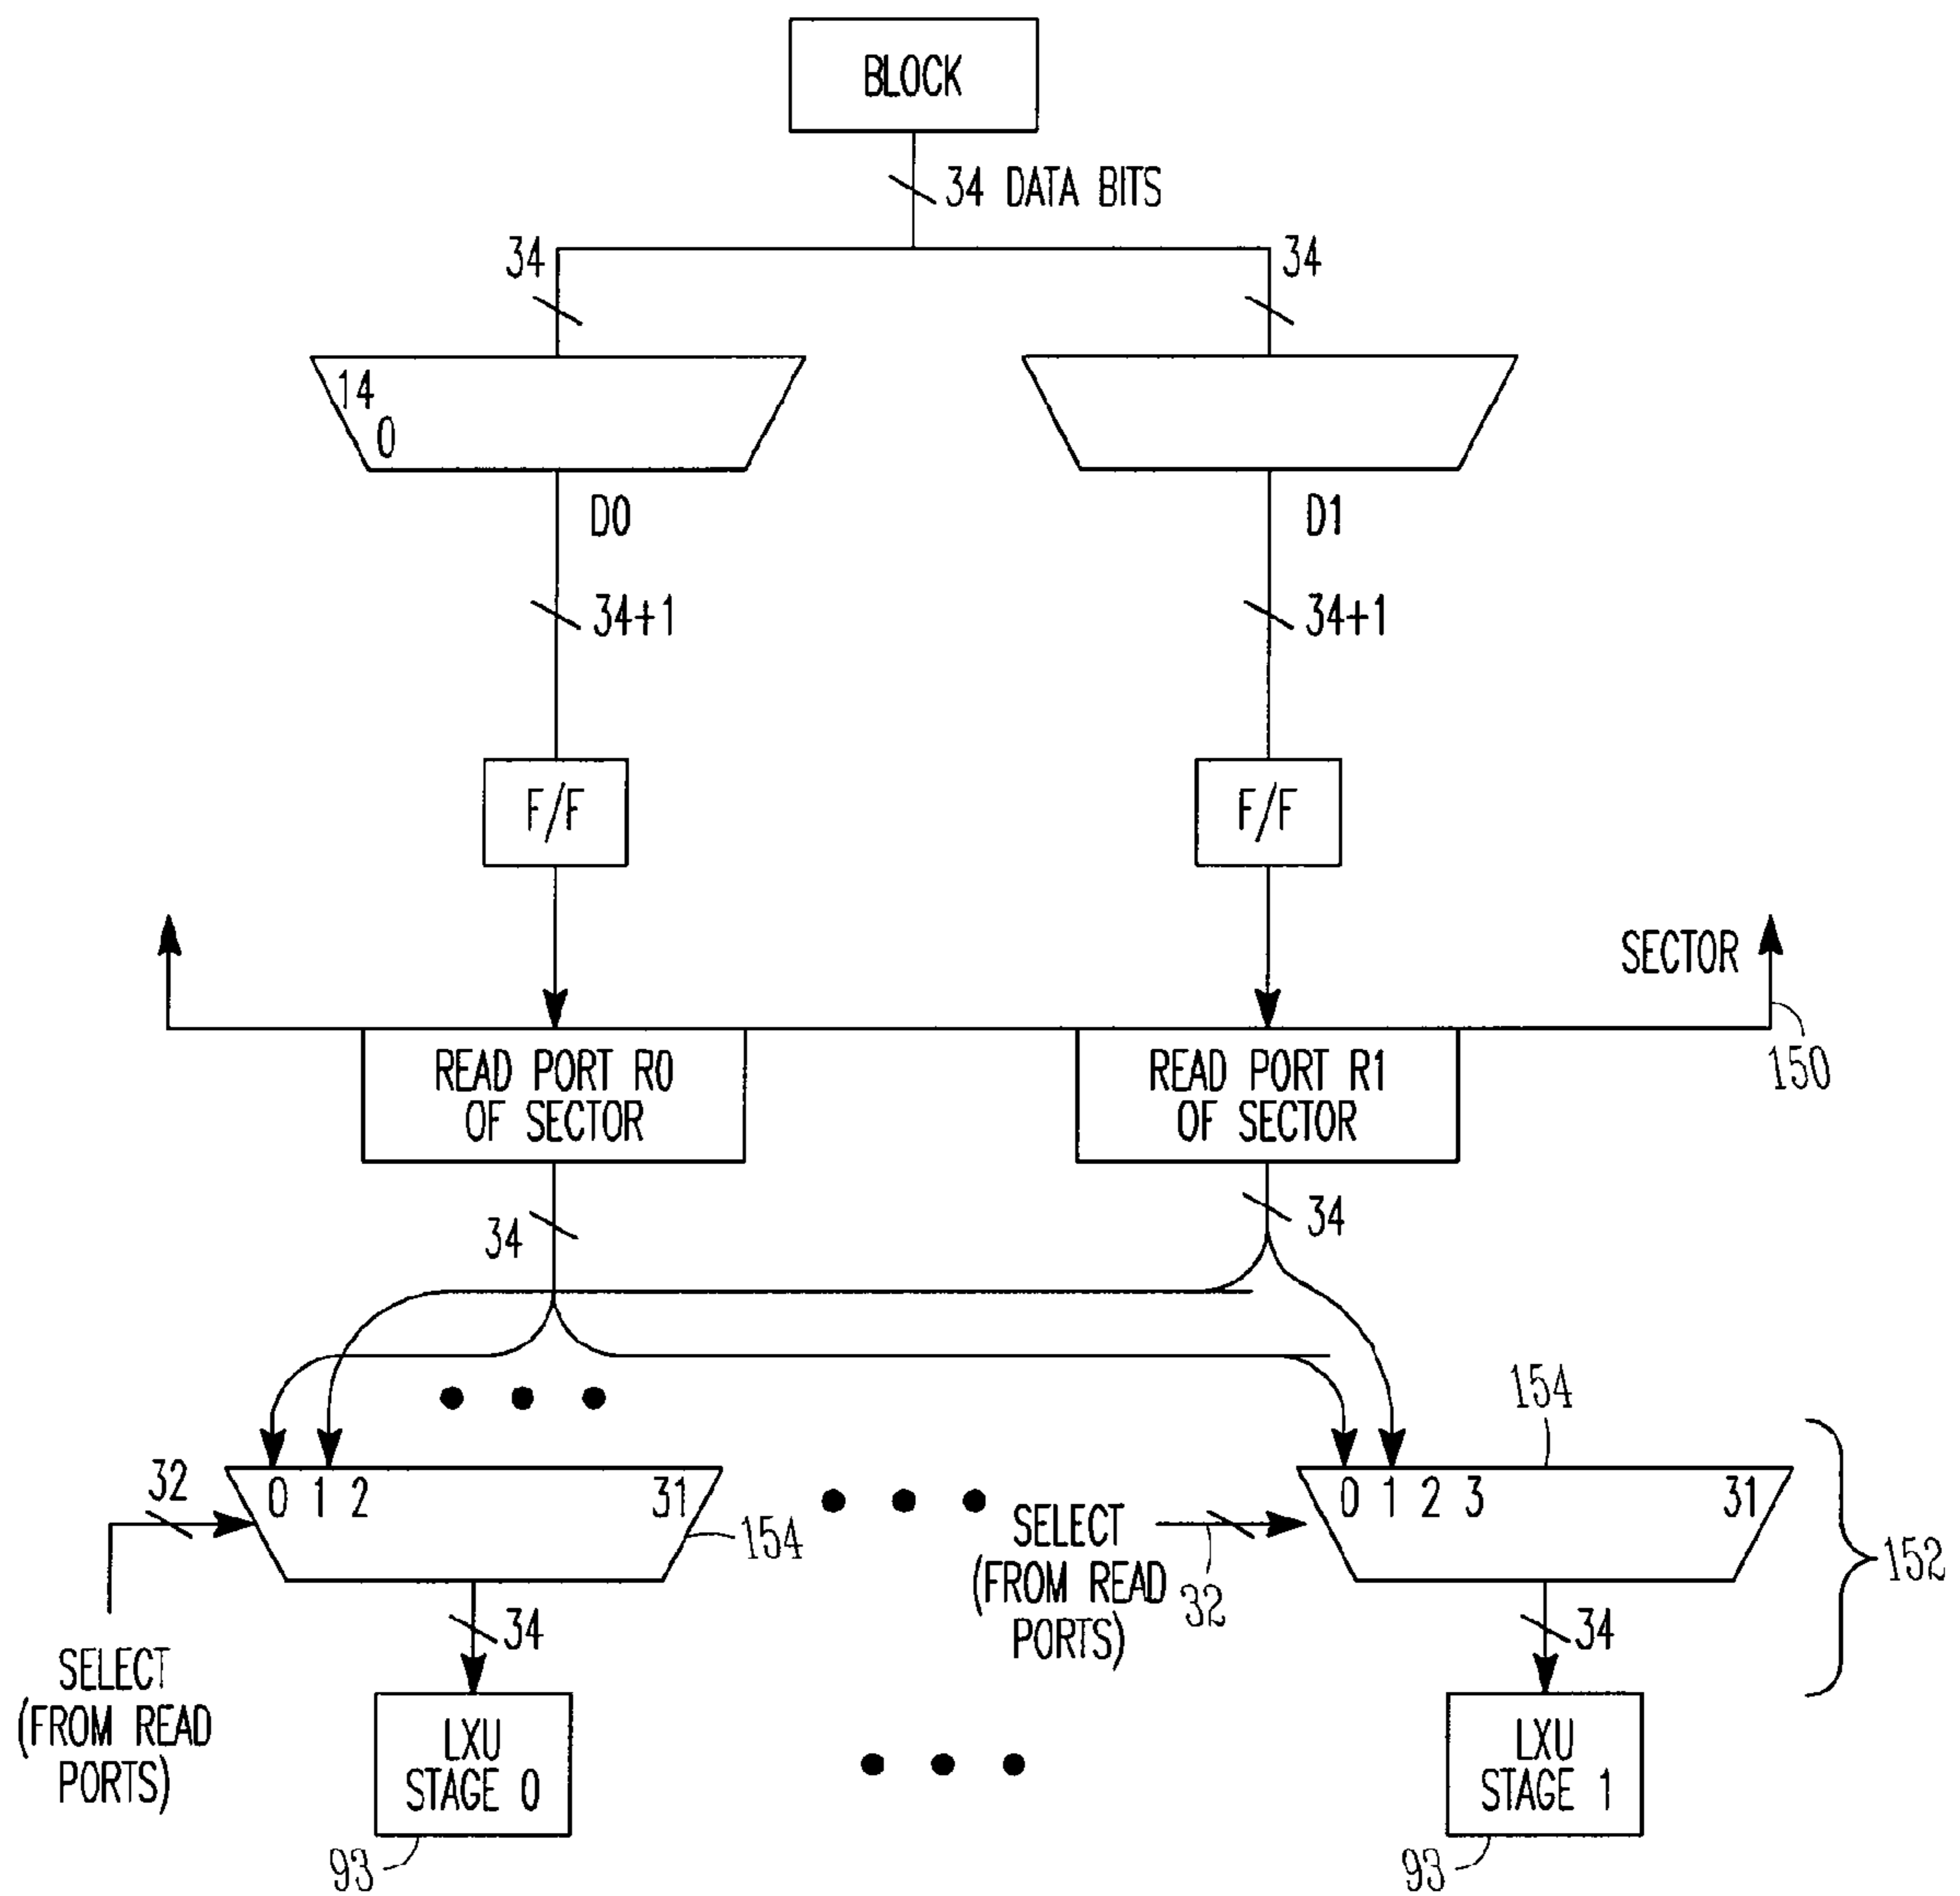 BLOCK
34 DATA BITS
34
34
14
0
D0
D1
34+1
34+1
F/F
F/F
SECTOR
150
READ PORT R0
OF SECTOR
READ PORT R1
OF SECTOR
34
34
154
32
0 1 2 31
154
SELECT
(FROM READ
PORTS)
32
0 1 2 3 31
152
34
34
SELECT
(FROM READ
PORTS)
LXU
STAGE 0
93
LXU
STAGE 1
93